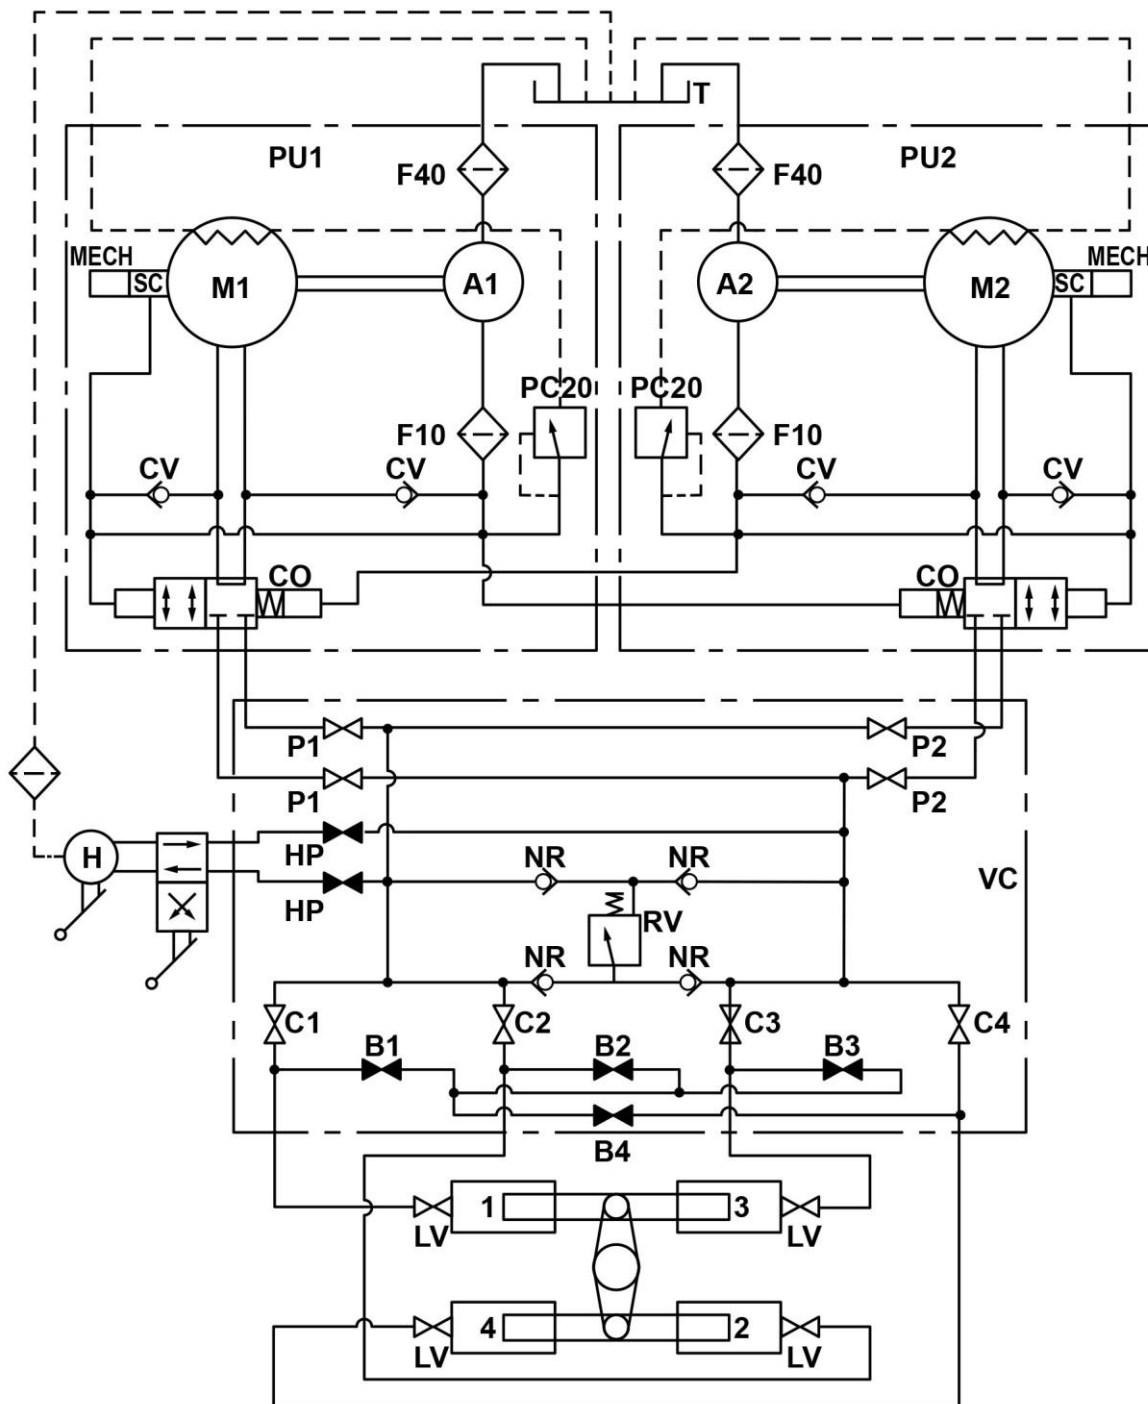 T
PU1
F40
F40
PU2
MECH
SC
M1
A1
A2
M2
SC
MECH
PC20
PC20
F10
F10
CV
CV
CV
CV
CO
CO
P1
P2
P1
P2
H
HP
HP
NR
NR
VC
RV
NR
NR
C1
C2
C3
C4
B1
B2
B3
B4
1
3
LV
LV
4
2
LV
LV